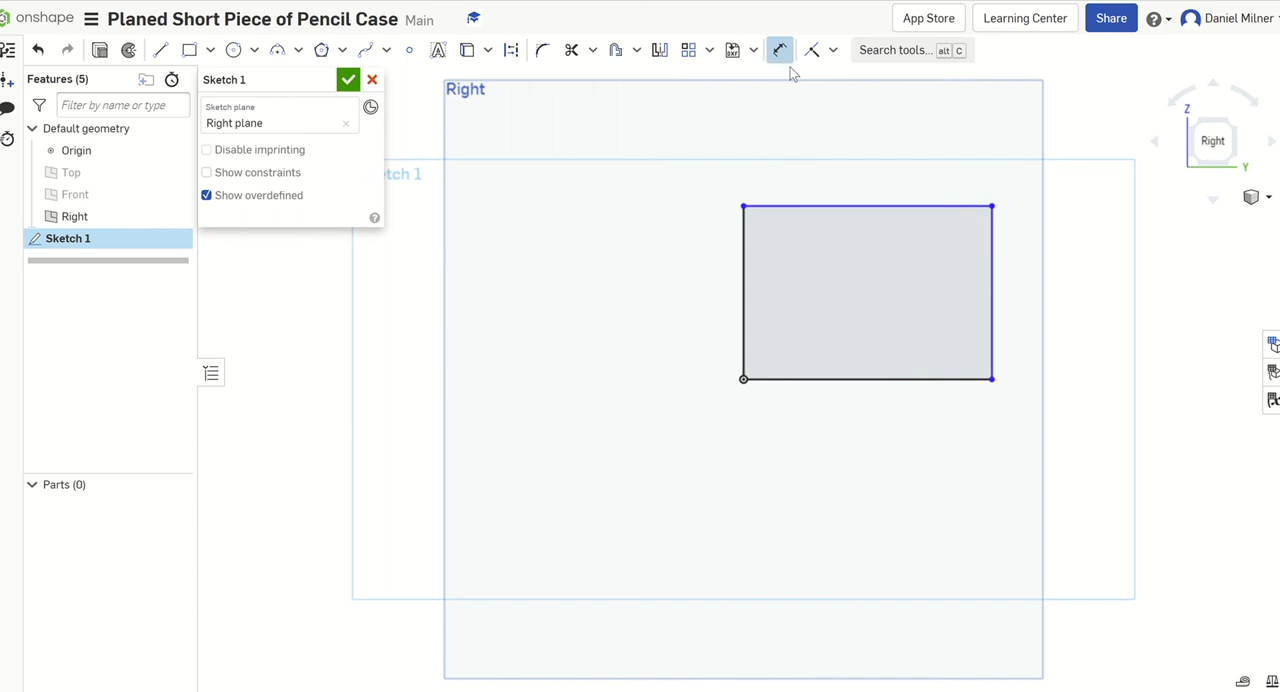 onshape Planed Short Piece of Pencil Case Main App Store Learning Center Share Daniel Milner
Search tools... alt C
Features (5)
Filter by name or type
Default geometry
Origin
Top
Front
Right
Sketch 1
Parts (0)
Sketch 1
Sketch plane
Right plane
Disable imprinting
Show constraints
Show overdefined
Right
tch 1
Z
Right
Y